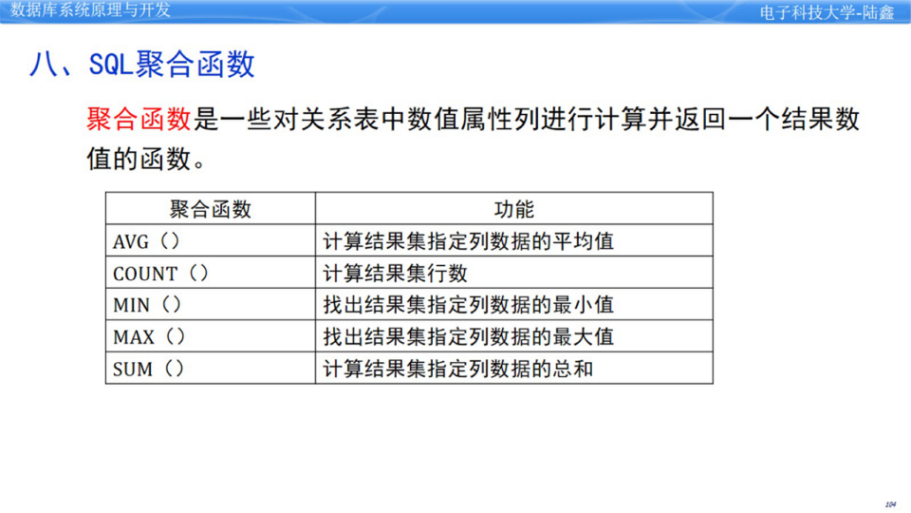 数据库系统原理与开发
电子科技大学-陆鑫
八、SQL聚合函数
聚合函数是一些对关系表中数值属性列进行计算并返回一个结果数
值的函数。
聚合函数 功能
AVG（） 计算结果集指定列数据的平均值
COUNT（） 计算结果集行数
MIN（） 找出结果集指定列数据的最小值
MAX（） 找出结果集指定列数据的最大值
SUM（） 计算结果集指定列数据的总和
104